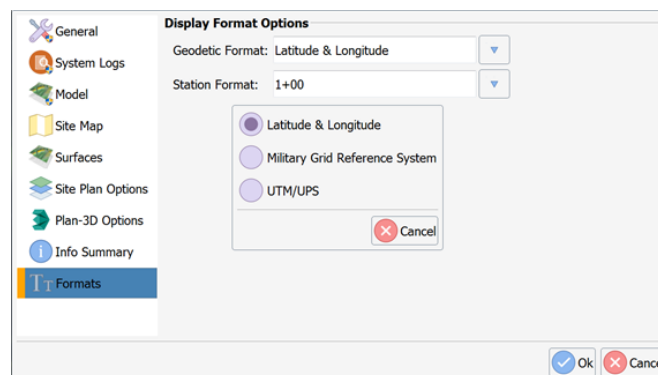 General
System Logs
Model
Site Map
Surfaces
Site Plan Options
Plan-3D Options
Info Summary
Formats
Display Format Options
Geodetic Format: Latitude & Longitude
Station Format: 1+00
Latitude & Longitude
Military Grid Reference System
UTM/UPS
Cancel
Ok Cance